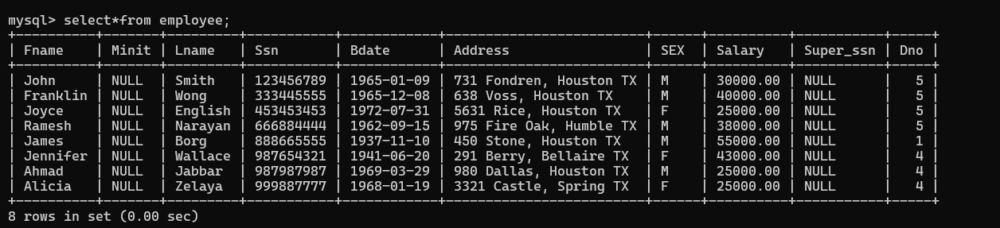 mysql> select*from employee;
+-----------+-------+---------+-----------+------------+-------------------------+------+----------+-----------+-----+
| Fname     | Minit | Lname   | Ssn       | Bdate      | Address                 | SEX  | Salary   | Super_ssn | Dno |
+-----------+-------+---------+-----------+------------+-------------------------+------+----------+-----------+-----+
| John      | NULL  | Smith   | 123456789 | 1965-01-09 | 731 Fondren, Houston TX | M    | 30000.00 | NULL      |   5 |
| Franklin  | NULL  | Wong    | 333445555 | 1965-12-08 | 638 Voss, Houston TX    | M    | 40000.00 | NULL      |   5 |
| Joyce     | NULL  | English | 453453453 | 1972-07-31 | 5631 Rice, Houston TX   | F    | 25000.00 | NULL      |   5 |
| Ramesh    | NULL  | Narayan | 666884444 | 1962-09-15 | 975 Fire Oak, Humble TX | M    | 38000.00 | NULL      |   5 |
| James     | NULL  | Borg    | 888665555 | 1937-11-10 | 450 Stone, Houston TX   | M    | 55000.00 | NULL      |   1 |
| Jennifer  | NULL  | Wallace | 987654321 | 1941-06-20 | 291 Berry, Bellaire TX  | F    | 43000.00 | NULL      |   4 |
| Ahmad     | NULL  | Jabbar  | 987987987 | 1969-03-29 | 980 Dallas, Houston TX  | M    | 25000.00 | NULL      |   4 |
| Alicia    | NULL  | Zelaya  | 999887777 | 1968-01-19 | 3321 Castle, Spring TX  | F    | 25000.00 | NULL      |   4 |
+-----------+-------+---------+-----------+------------+-------------------------+------+----------+-----------+-----+
8 rows in set (0.00 sec)